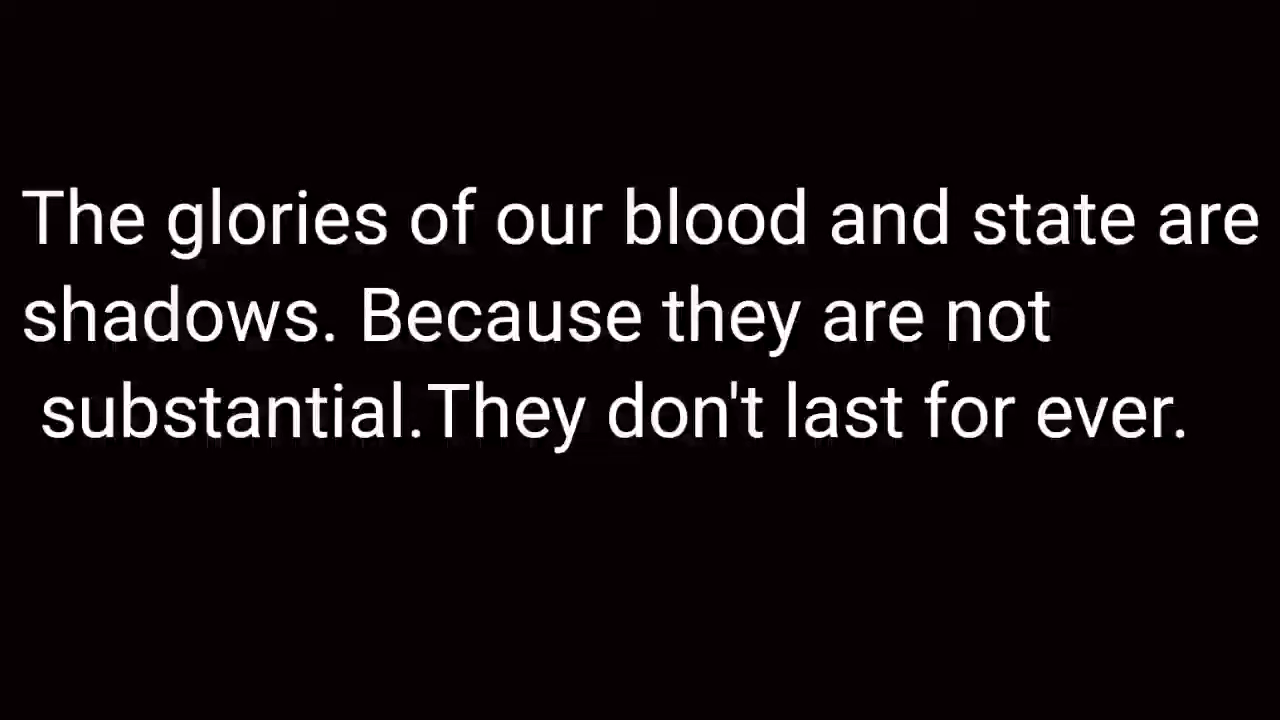 The glories of our blood and state are
shadows. Because they are not
substantial.They don't last for ever.